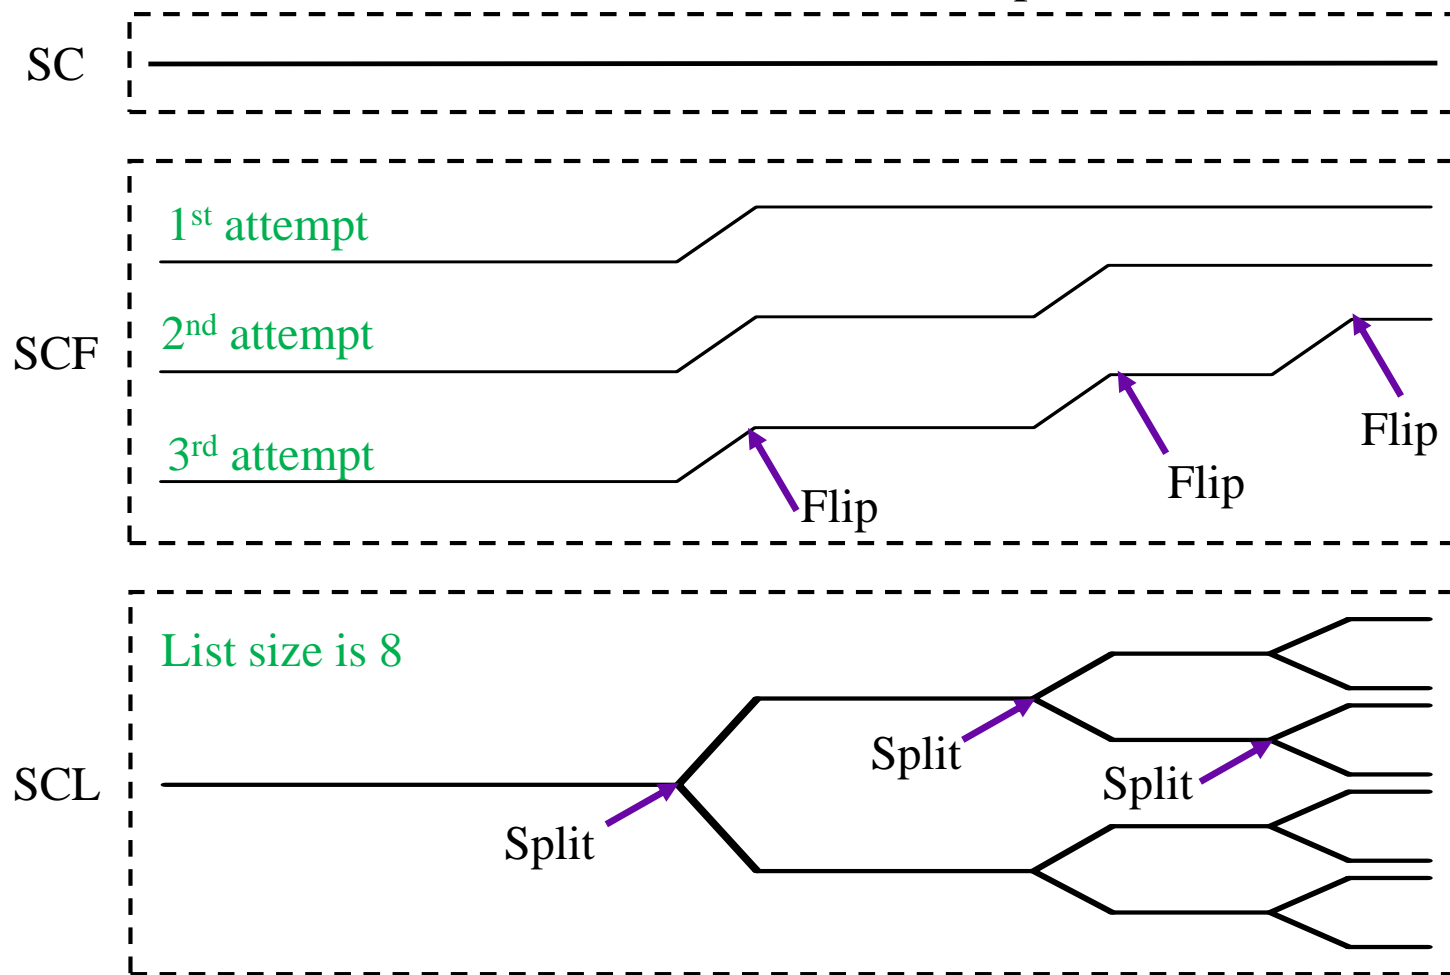 SC
1st attempt
2nd attempt
SCF
3rd attempt
Flip
Flip
Flip
List size is 8
Split
Split
SCL
Split